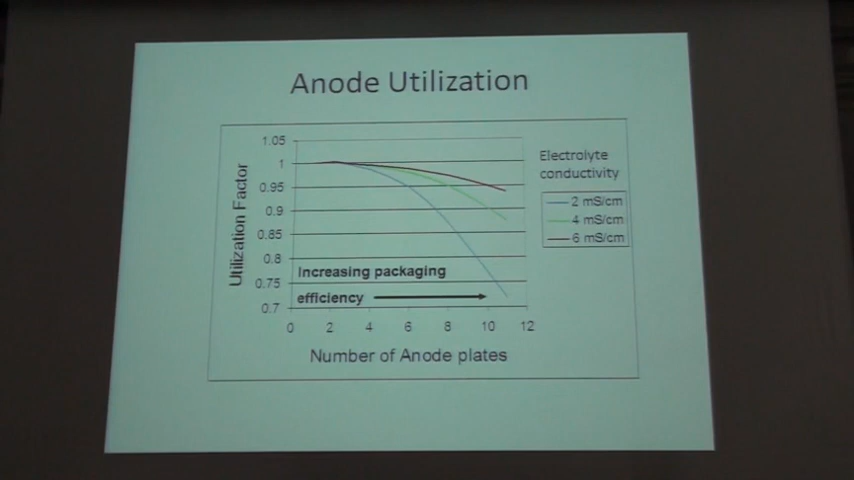 Anode Utilization
1.05
1
0.95
0.9
0.85
0.8
0.75
0.7
Utilization Factor
Increasing packaging
efficiency
0 2 4 6 8 10 12
Number of Anode plates
Electrolyte
conductivity
2 mS/cm
4 mS/cm
6 mS/cm